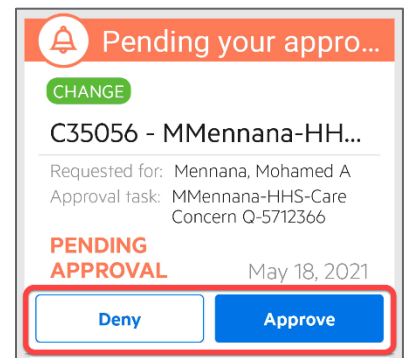 Pending your appro...
CHANGE
C35056 - MMennana-HH...
Requested for: Mennana, Mohamed A
Approval task: MMennana-HHS-Care
Concern Q-5712366
PENDING
APPROVAL May 18, 2021
Deny Approve